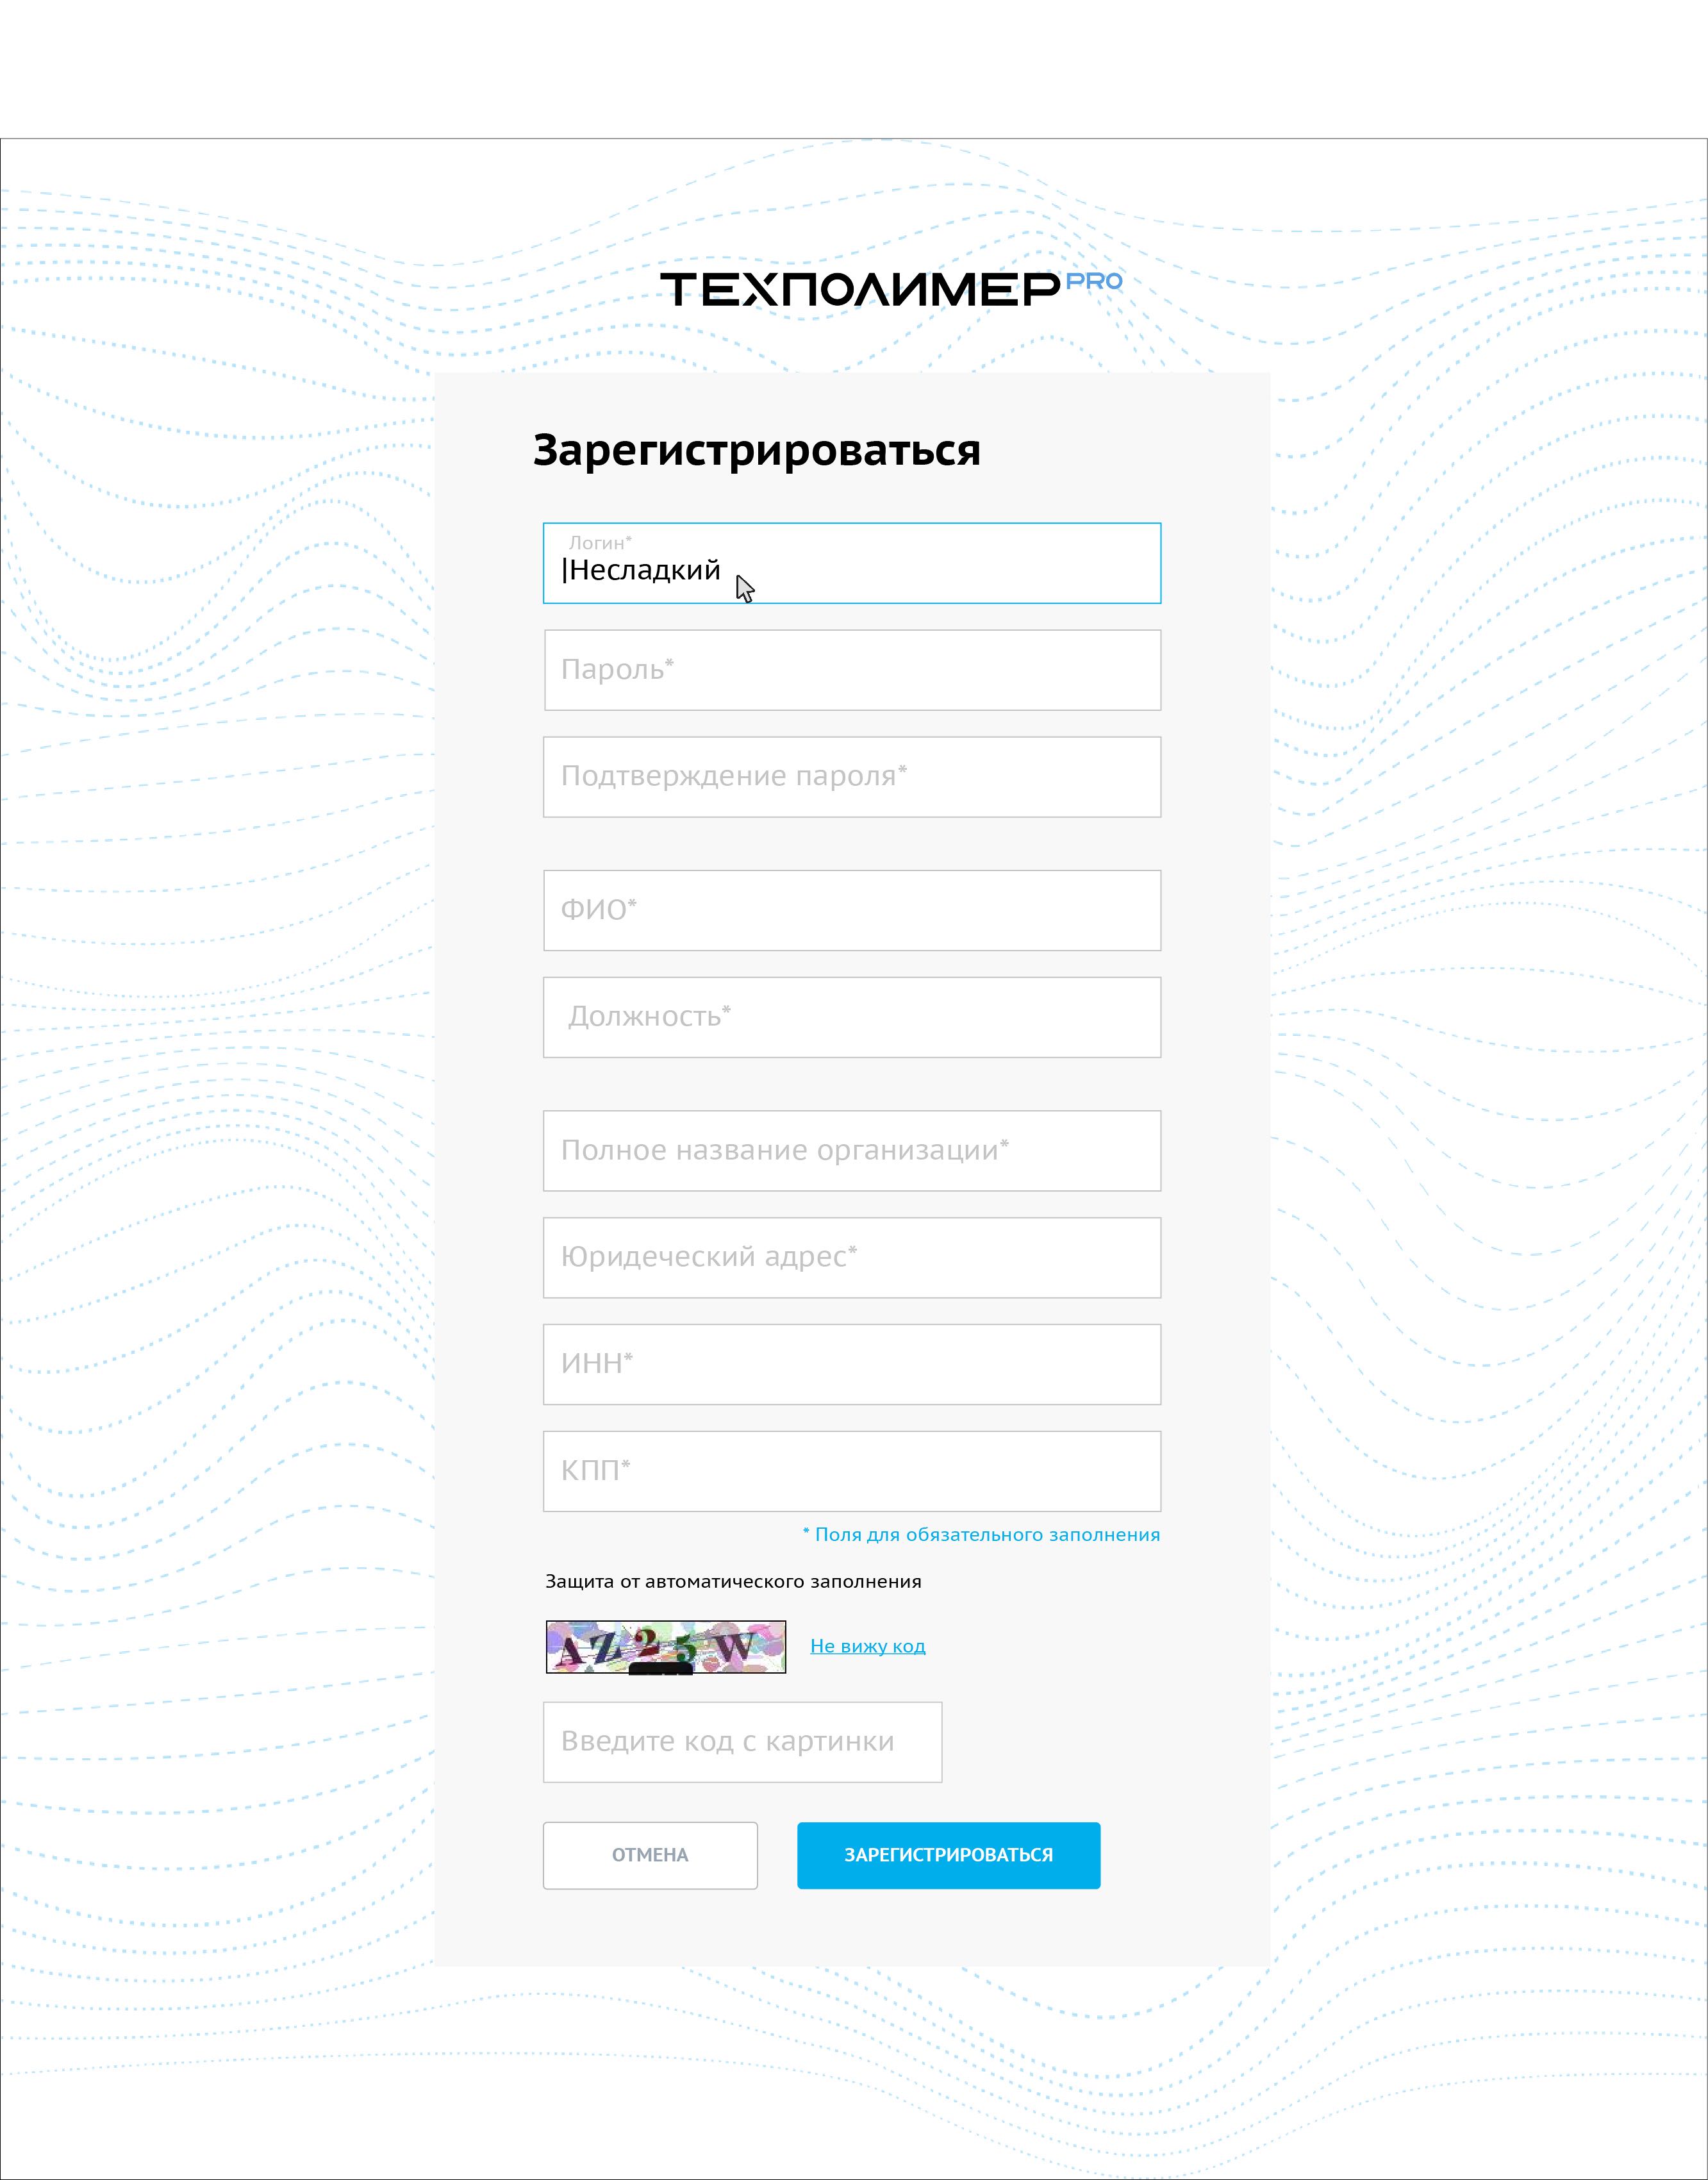 ТЕХПОЛИМЕР PRO
Зарегистрироваться
Логин*
|Несладкий
Пароль*
Подтверждение пароля*
ФИО*
Должность*
Полное название организации*
Юридеческий адрес*
ИНН*
КПП*
* Поля для обязательного заполнения
Защита от автоматического заполнения
AZ25W
Не вижу код
Введите код с картинки
ОТМЕНА
ЗАРЕГИСТРИРОВАТЬСЯ